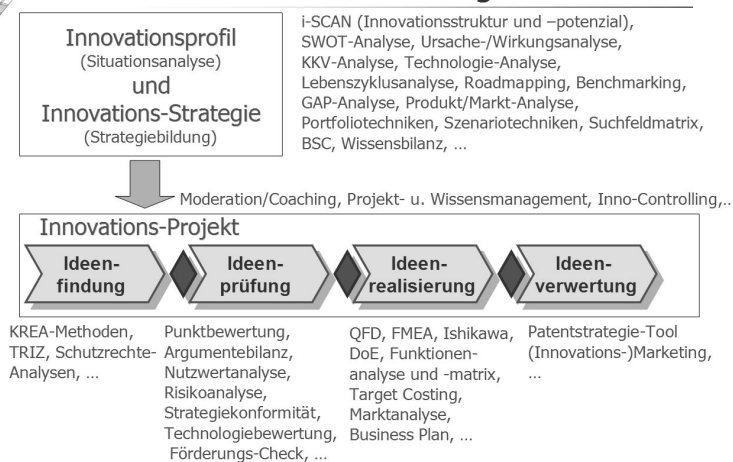 Innovationsprofil
(Situationsanalyse)
und
Innovations-Strategie
(Strategiebildung)
i-SCAN (Innovationsstruktur und –potenzial),
SWOT-Analyse, Ursache-/Wirkungsanalyse,
KKV-Analyse, Technologie-Analyse,
Lebenszyklusanalyse, Roadmapping, Benchmarking,
GAP-Analyse, Produkt/Markt-Analyse,
Portfoliotechniken, Szenariotechniken, Suchfeldmatrix,
BSC, Wissensbilanz, ...
Moderation/Coaching, Projekt- u. Wissensmanagement, Inno-Controlling,..
Innovations-Projekt
Ideen-
findung
Ideen-
prüfung
Ideen-
realisierung
Ideen-
verwertung
KREA-Methoden,
TRIZ, Schutzrechte-
Analysen, ...
Punktbewertung,
Argumentebilanz,
Nutzwertanalyse,
Risikoanalyse,
Strategiekonformität,
Technologiebewertung,
Förderungs-Check, ...
QFD, FMEA, Ishikawa,
DoE, Funktionen-
analyse und -matrix,
Target Costing,
Marktanalyse,
Business Plan, ...
Patentstrategie-Tool
(Innovations-)Marketing,
...